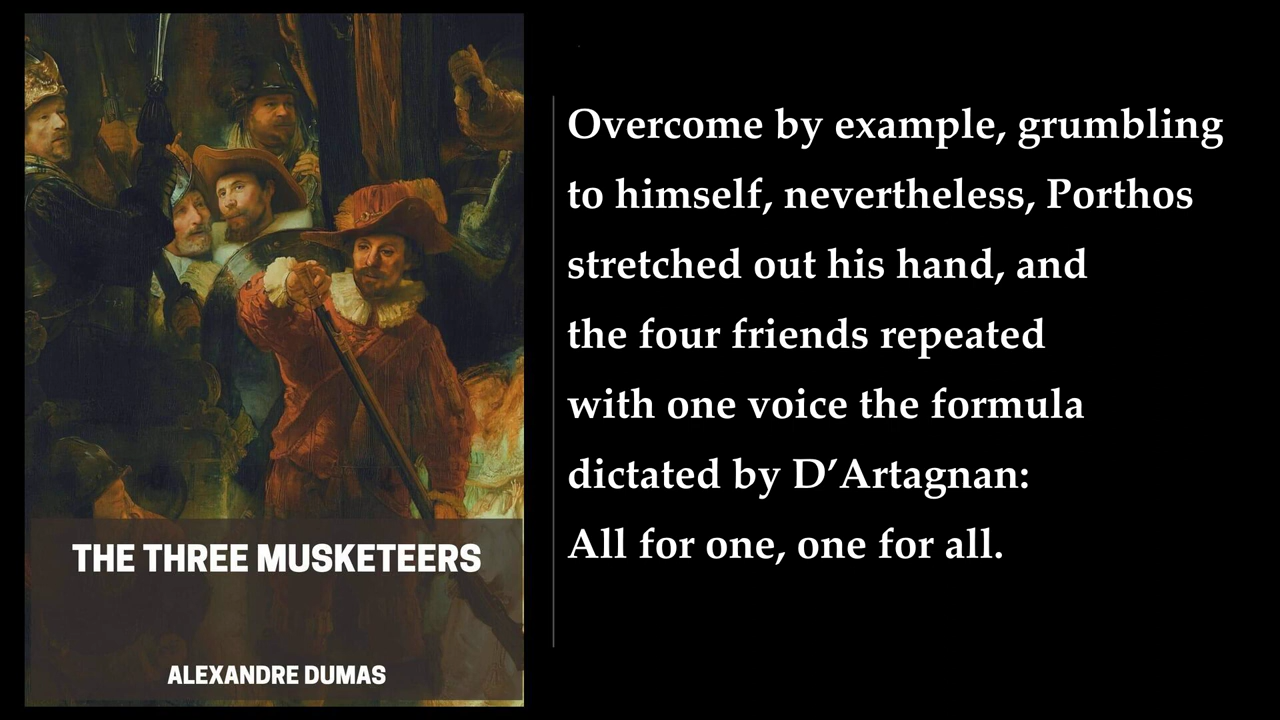 THE THREE MUSKETEERS
ALEXANDRE DUMAS
Overcome by example, grumbling
to himself, nevertheless, Porthos
stretched out his hand, and
the four friends repeated
with one voice the formula
dictated by D’Artagnan:
All for one, one for all.